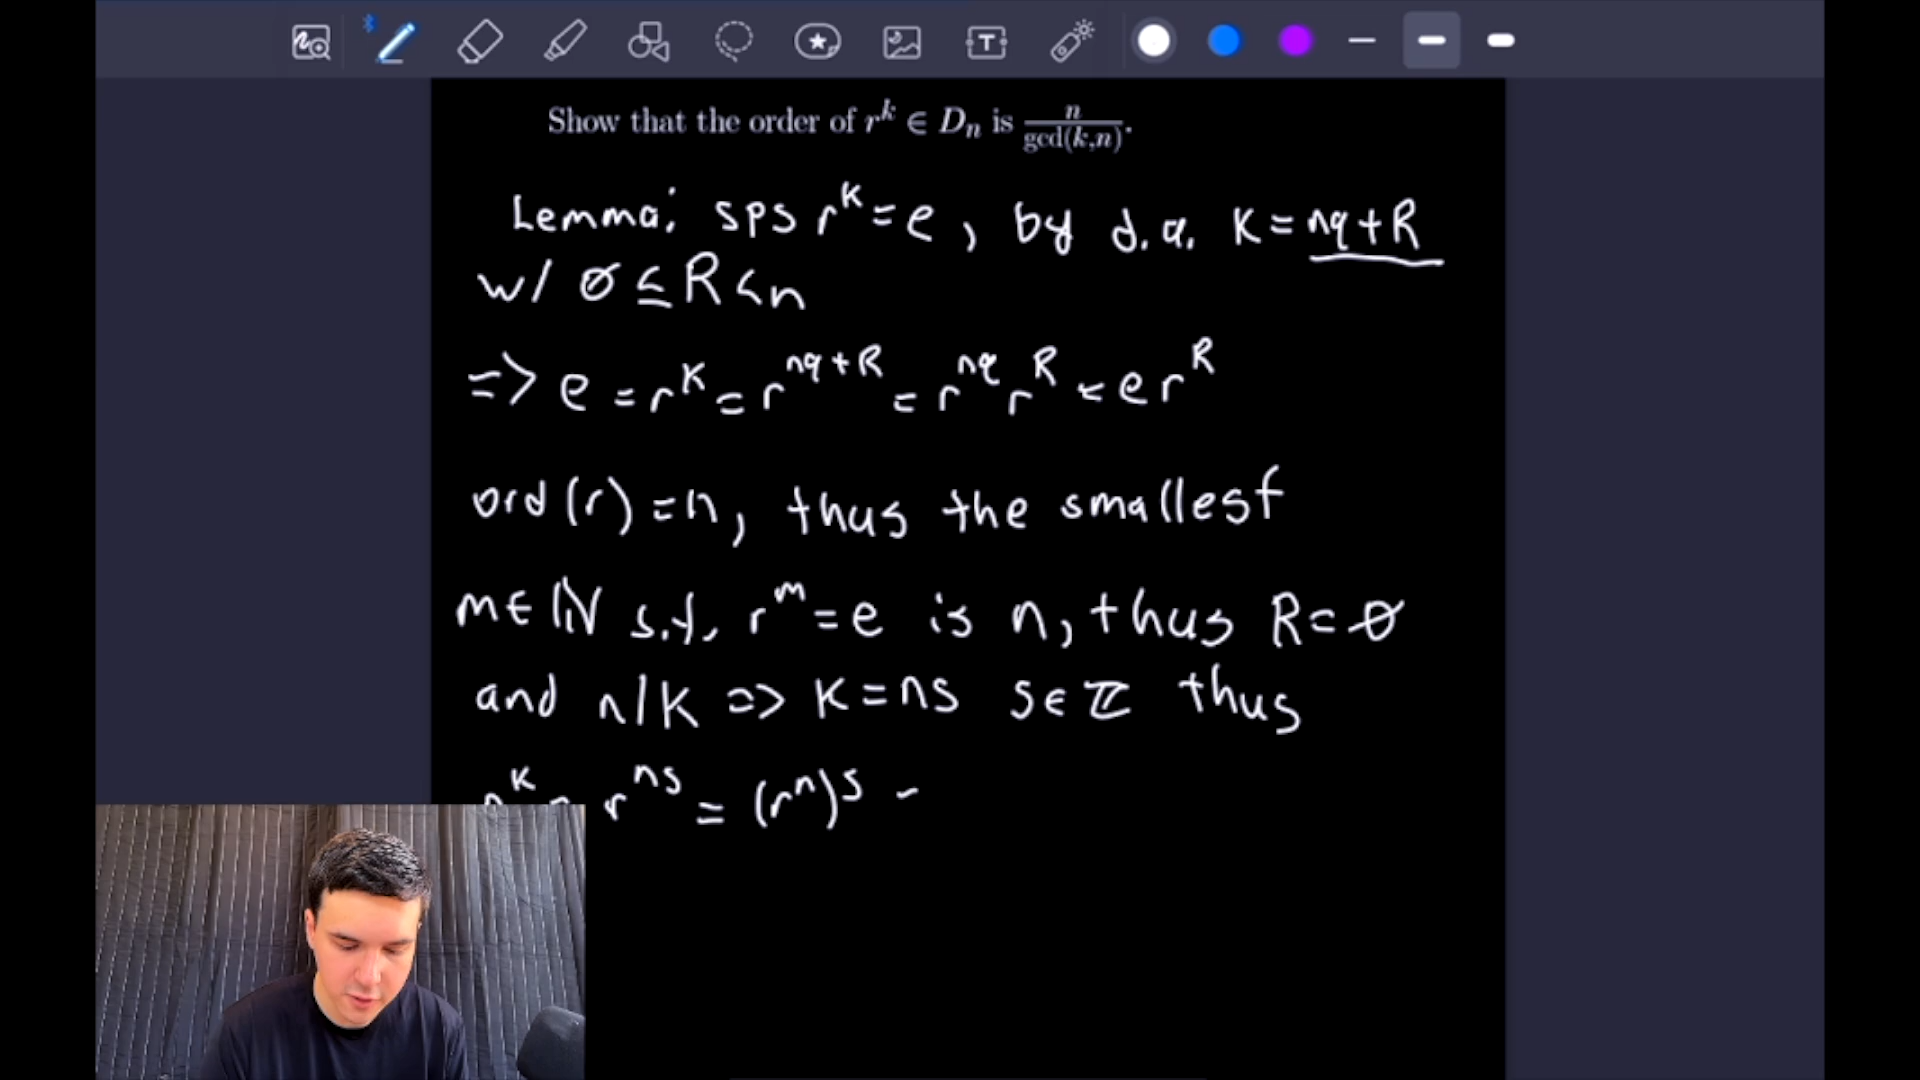 Show that the order of r^k ∈ D_n is n/gcd(k,n).
Lemma: sps r^k = e, by d.a. K = nq + R
w/ 0 ≤ R < n
=> e = r^k = r^{nq+R} = r^{nq} r^R = e r^R
ord(r) = n, thus the smallest
m ∈ ℕ s.t. r^m = e is n, thus R = 0
and n|K => K = ns s ∈ ℤ thus
r^k = r^{ns} = (r^n)^s -